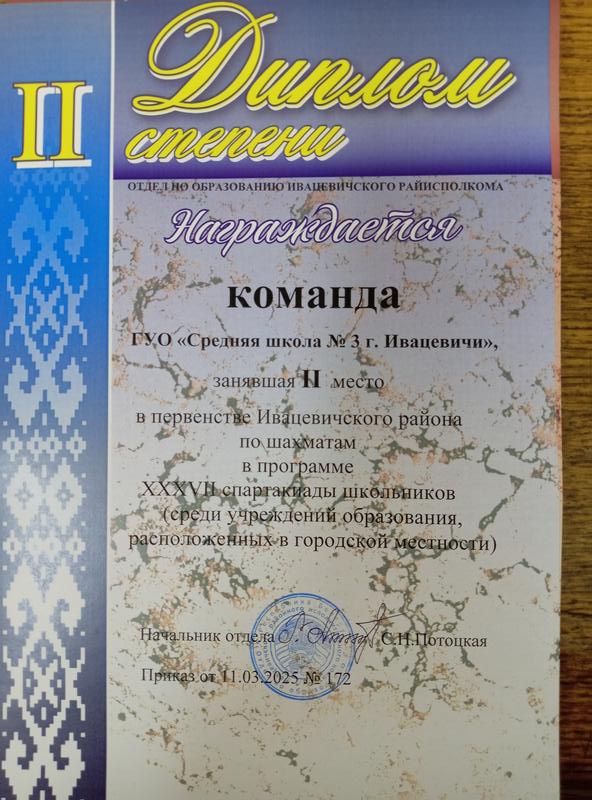 Диплом
II
степени
ОТДЕЛ ПО ОБРАЗОВАНИЮ ИВАЦЕВИЧСКОГО РАЙИСПОЛКОМА
Награждается
команда
ГУО «Средняя школа № 3 г. Ивацевичи»,
занявшая II место
в первенстве Ивацевичского района
по шахматам
в программе
XXXVII спартакиады школьников
(среди учреждений образования,
расположенных в городской местности)
Начальник отдела С.Н.Потоцкая
Приказ от 11.03.2025 № 172